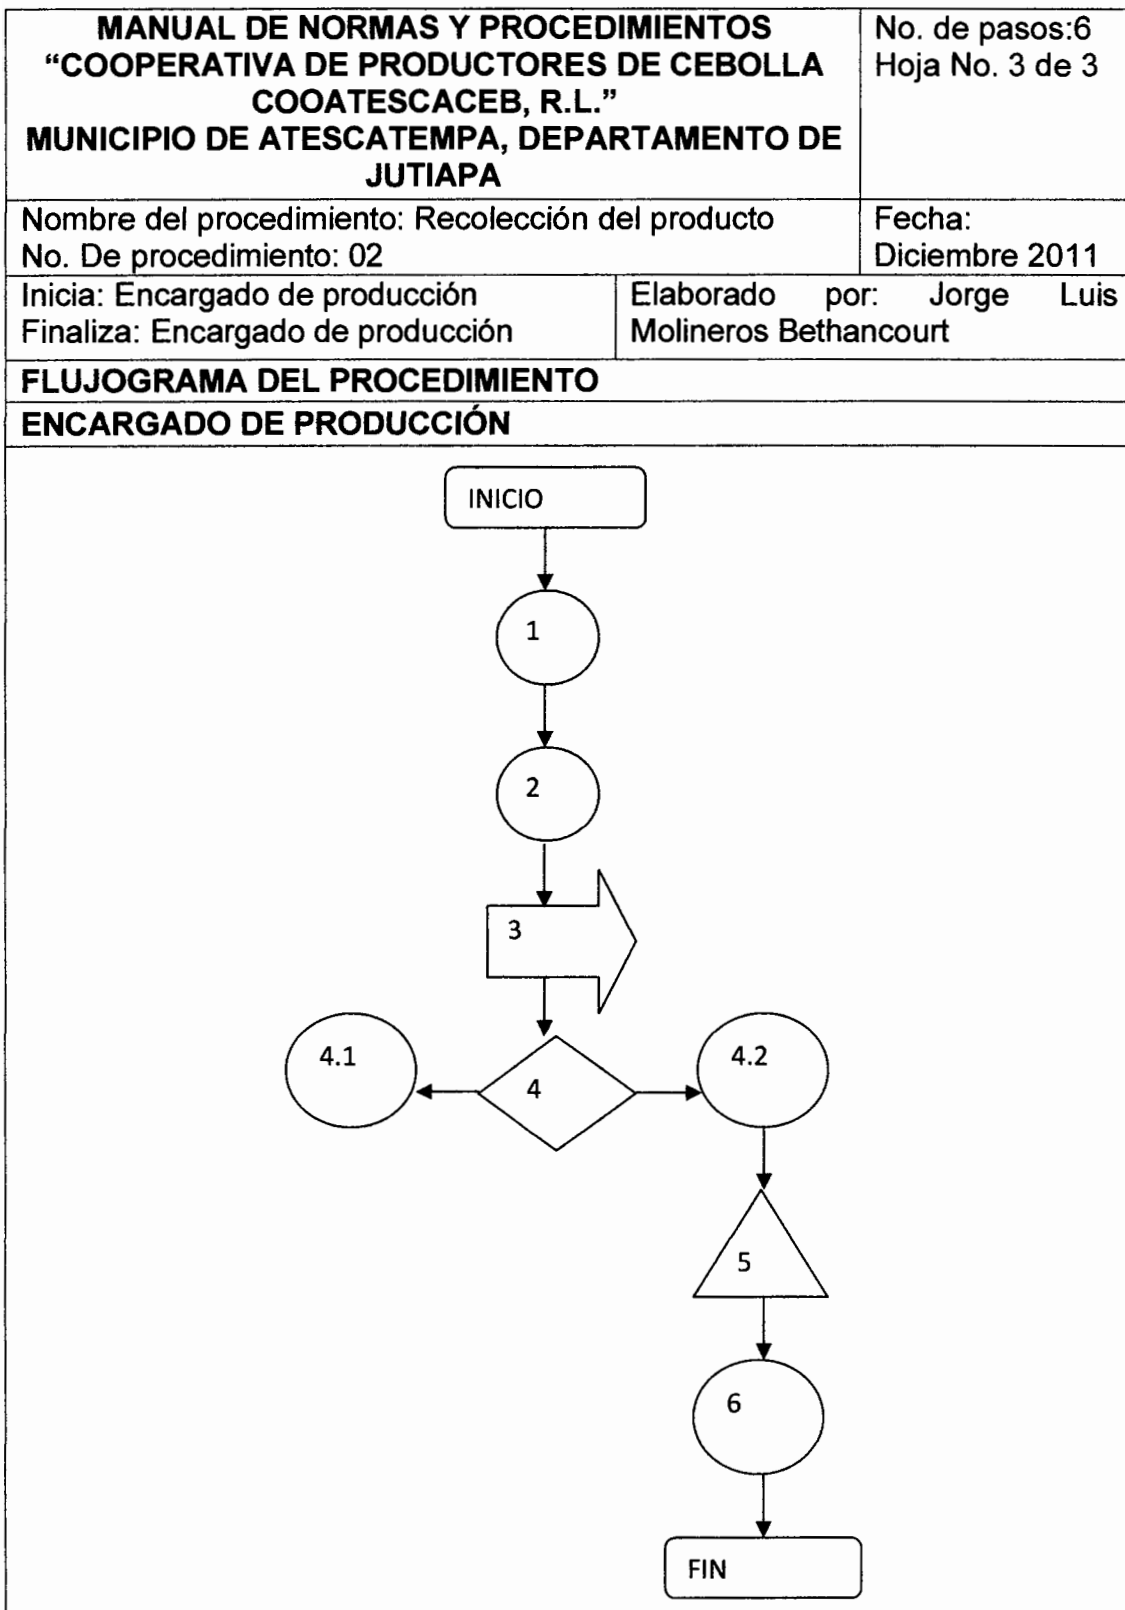 MANUAL DE NORMAS Y PROCEDIMIENTOS
“COOPERATIVA DE PRODUCTORES DE CEBOLLA
COOATESCACEB, R.L.”
MUNICIPIO DE ATESCATEMPA, DEPARTAMENTO DE
JUTIAPA
No. de pasos:6
Hoja No. 3 de 3
Nombre del procedimiento: Recolección del producto
No. De procedimiento: 02
Fecha:
Diciembre 2011
Inicia: Encargado de producción
Finaliza: Encargado de producción
Elaborado por: Jorge Luis
Molineros Bethancourt
FLUJOGRAMA DEL PROCEDIMIENTO
ENCARGADO DE PRODUCCIÓN
INICIO
1
2
3
4.1
4
4.2
5
6
FIN